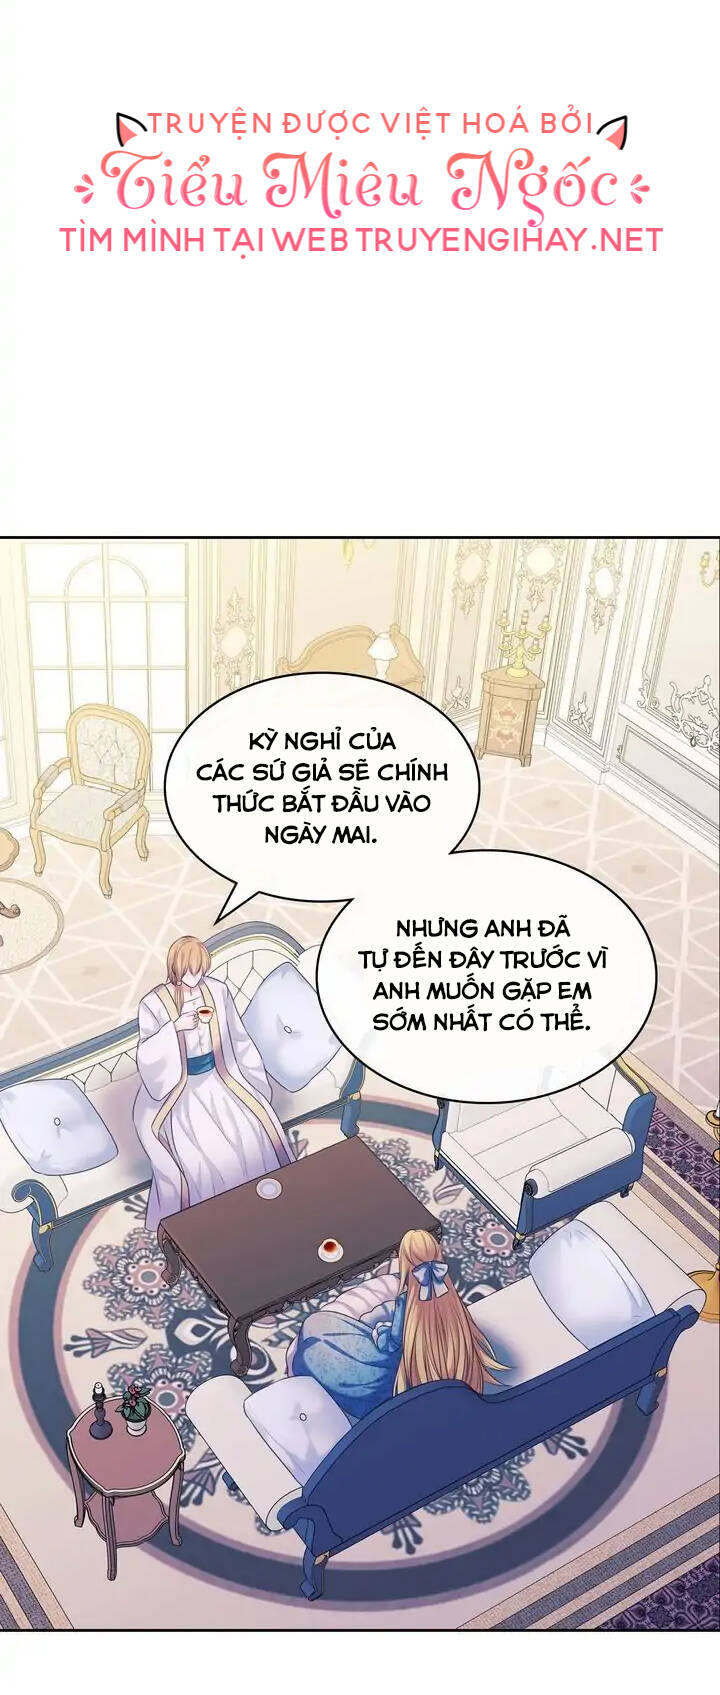 TRUYỆN ĐƯỢC VIỆT HOÁ BỞI
Tiểu Miêu Ngốc
TÌM MÌNH TẠI WEB TRUYENGIHAY.NET
KỲ NGHỈ CỦA
CÁC SỨ GIẢ SẼ CHÍNH
THỨC BẮT ĐẦU VÀO
NGÀY MAI.
NHƯNG ANH ĐÃ
TỰ ĐẾN ĐÂY TRƯỚC VÌ
ANH MUỐN GẶP EM
SỚM NHẤT CÓ THỂ.